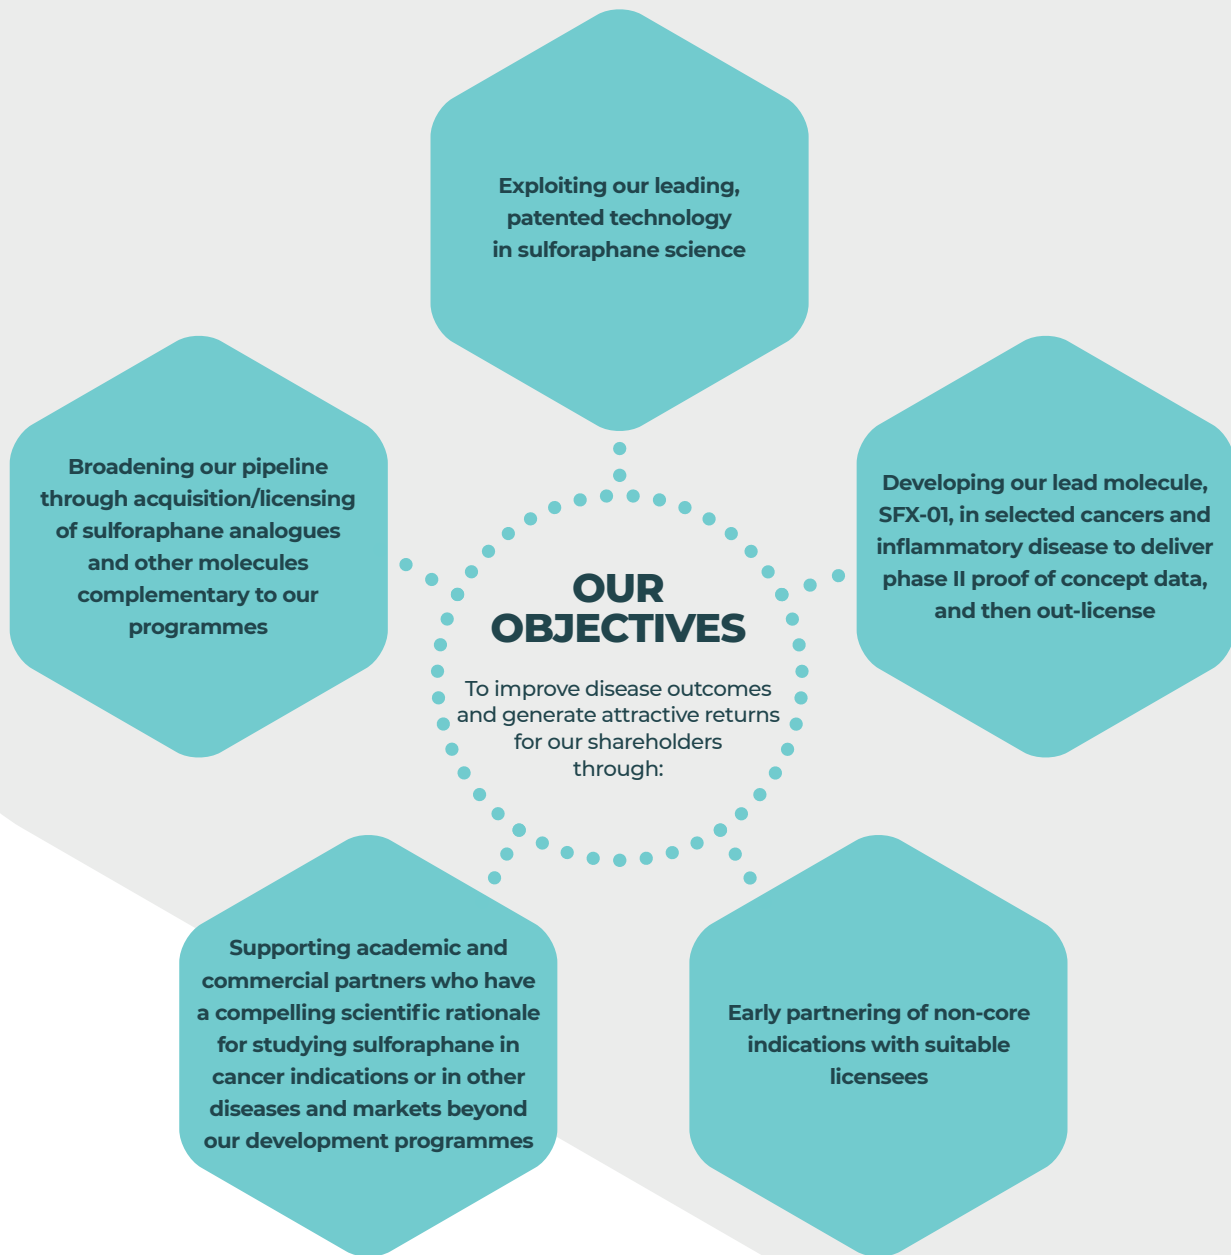 Exploiting our leading,
patented technology
in sulforaphane science
Broadening our pipeline
through acquisition/licensing
of sulforaphane analogues
and other molecules
complementary to our
programmes
OUR
OBJECTIVES
To improve disease outcomes
and generate attractive returns
for our shareholders
through:
Developing our lead molecule,
SFX-01, in selected cancers and
inflammatory disease to deliver
phase II proof of concept data,
and then out-license
Supporting academic and
commercial partners who have
a compelling scientific rationale
for studying sulforaphane in
cancer indications or in other
diseases and markets beyond
our development programmes
Early partnering of non-core
indications with suitable
licensees